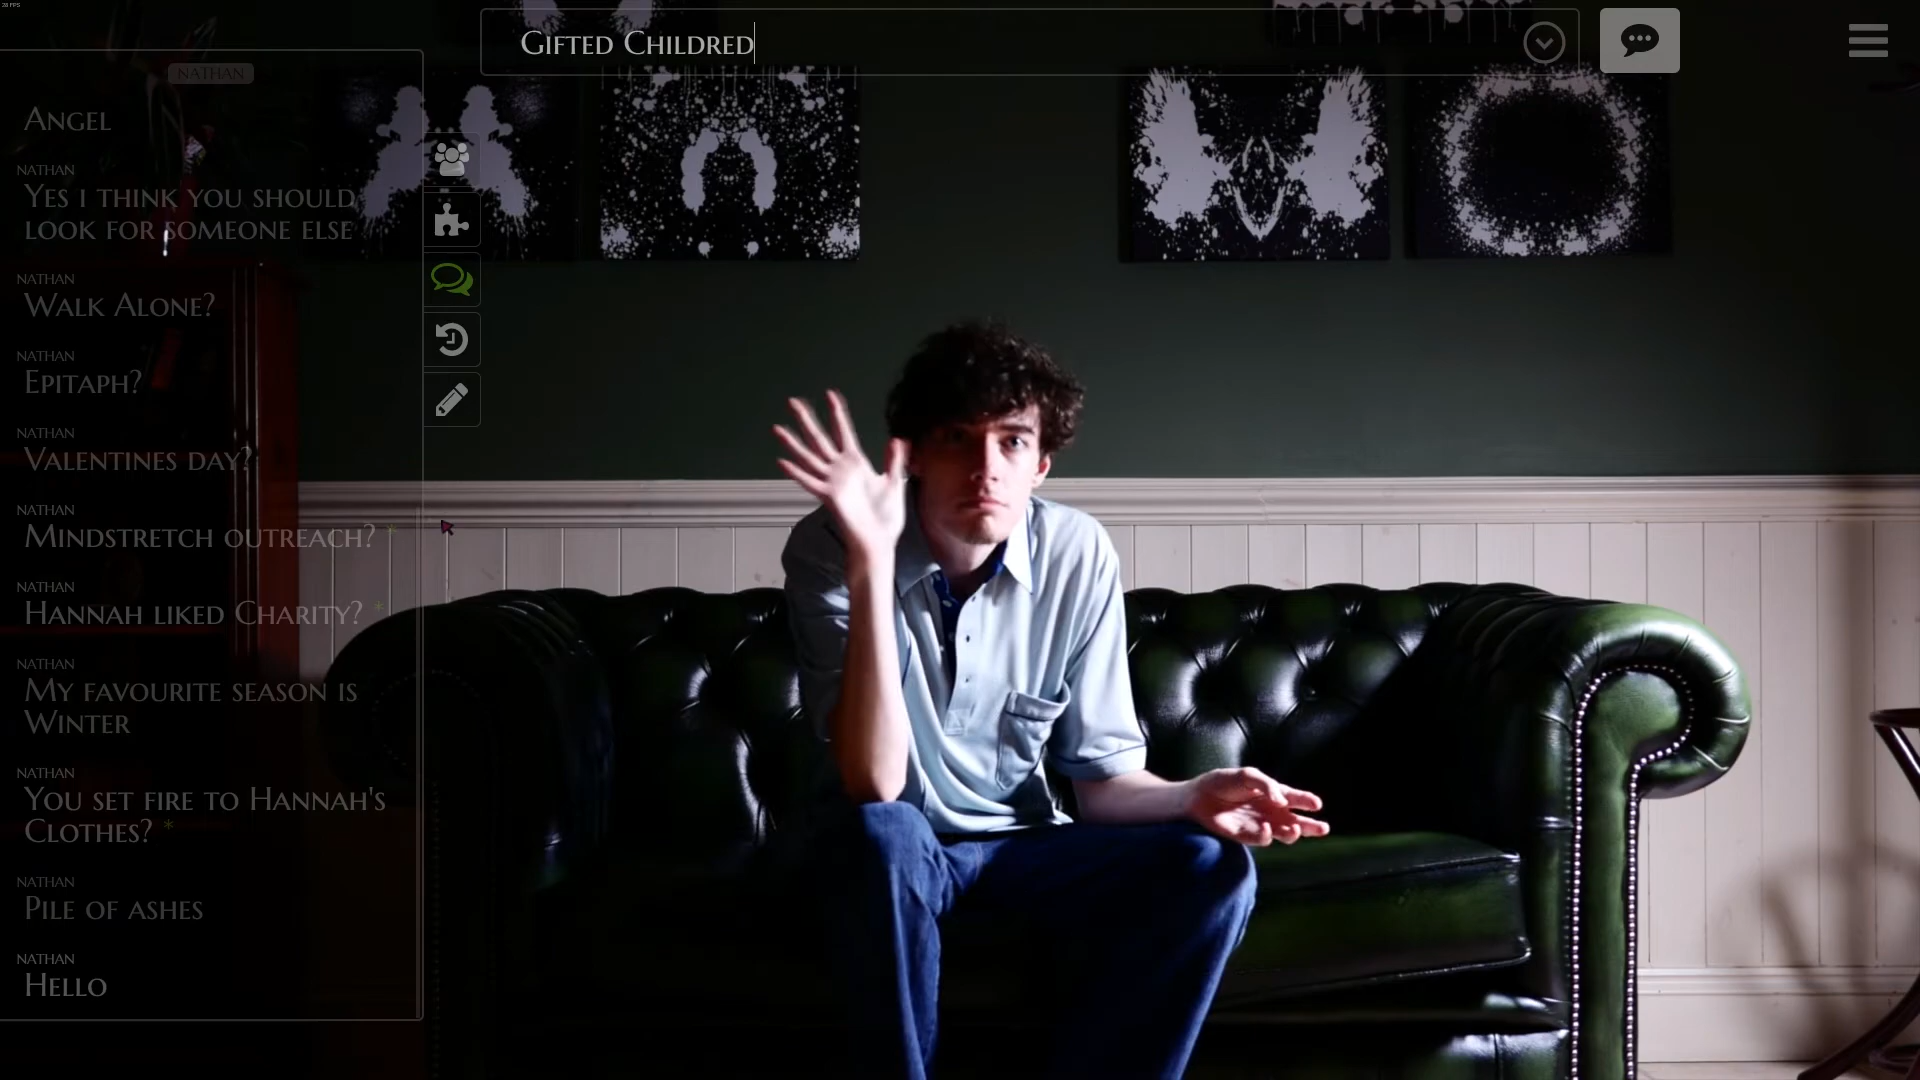 28 FPS
Gifted Childred
NATHAN
Angel
NATHAN
Yes i think you should
look for someone else
NATHAN
Walk Alone?
NATHAN
Epitaph?
NATHAN
Valentines day?
NATHAN
Mindstretch outreach? *
NATHAN
Hannah liked Charity? *
NATHAN
My favourite season is
Winter
NATHAN
You set fire to Hannah's
Clothes? *
NATHAN
Pile of ashes
NATHAN
Hello